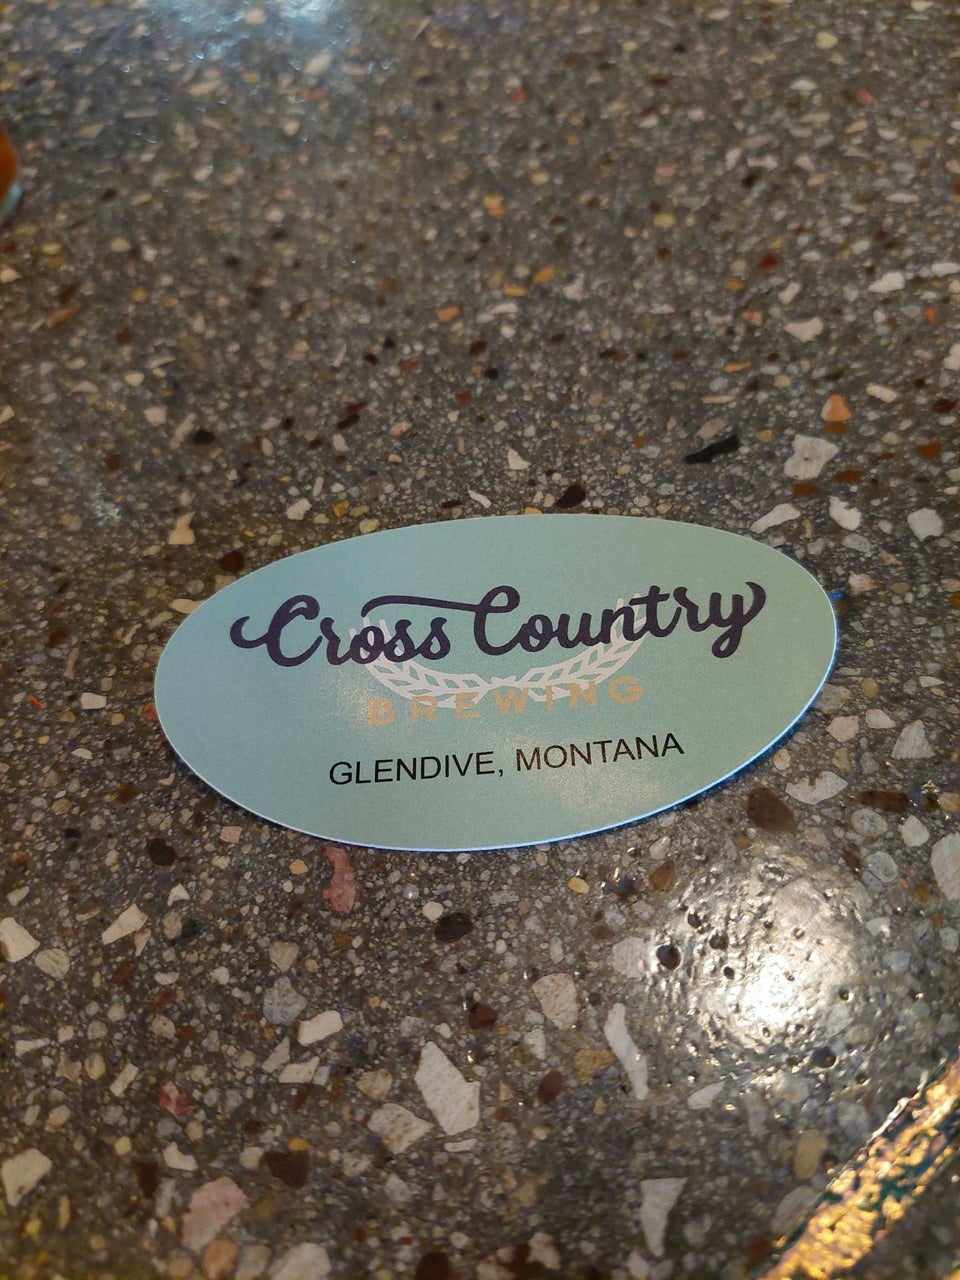 Cross Country
BREWING
GLENDIVE, MONTANA